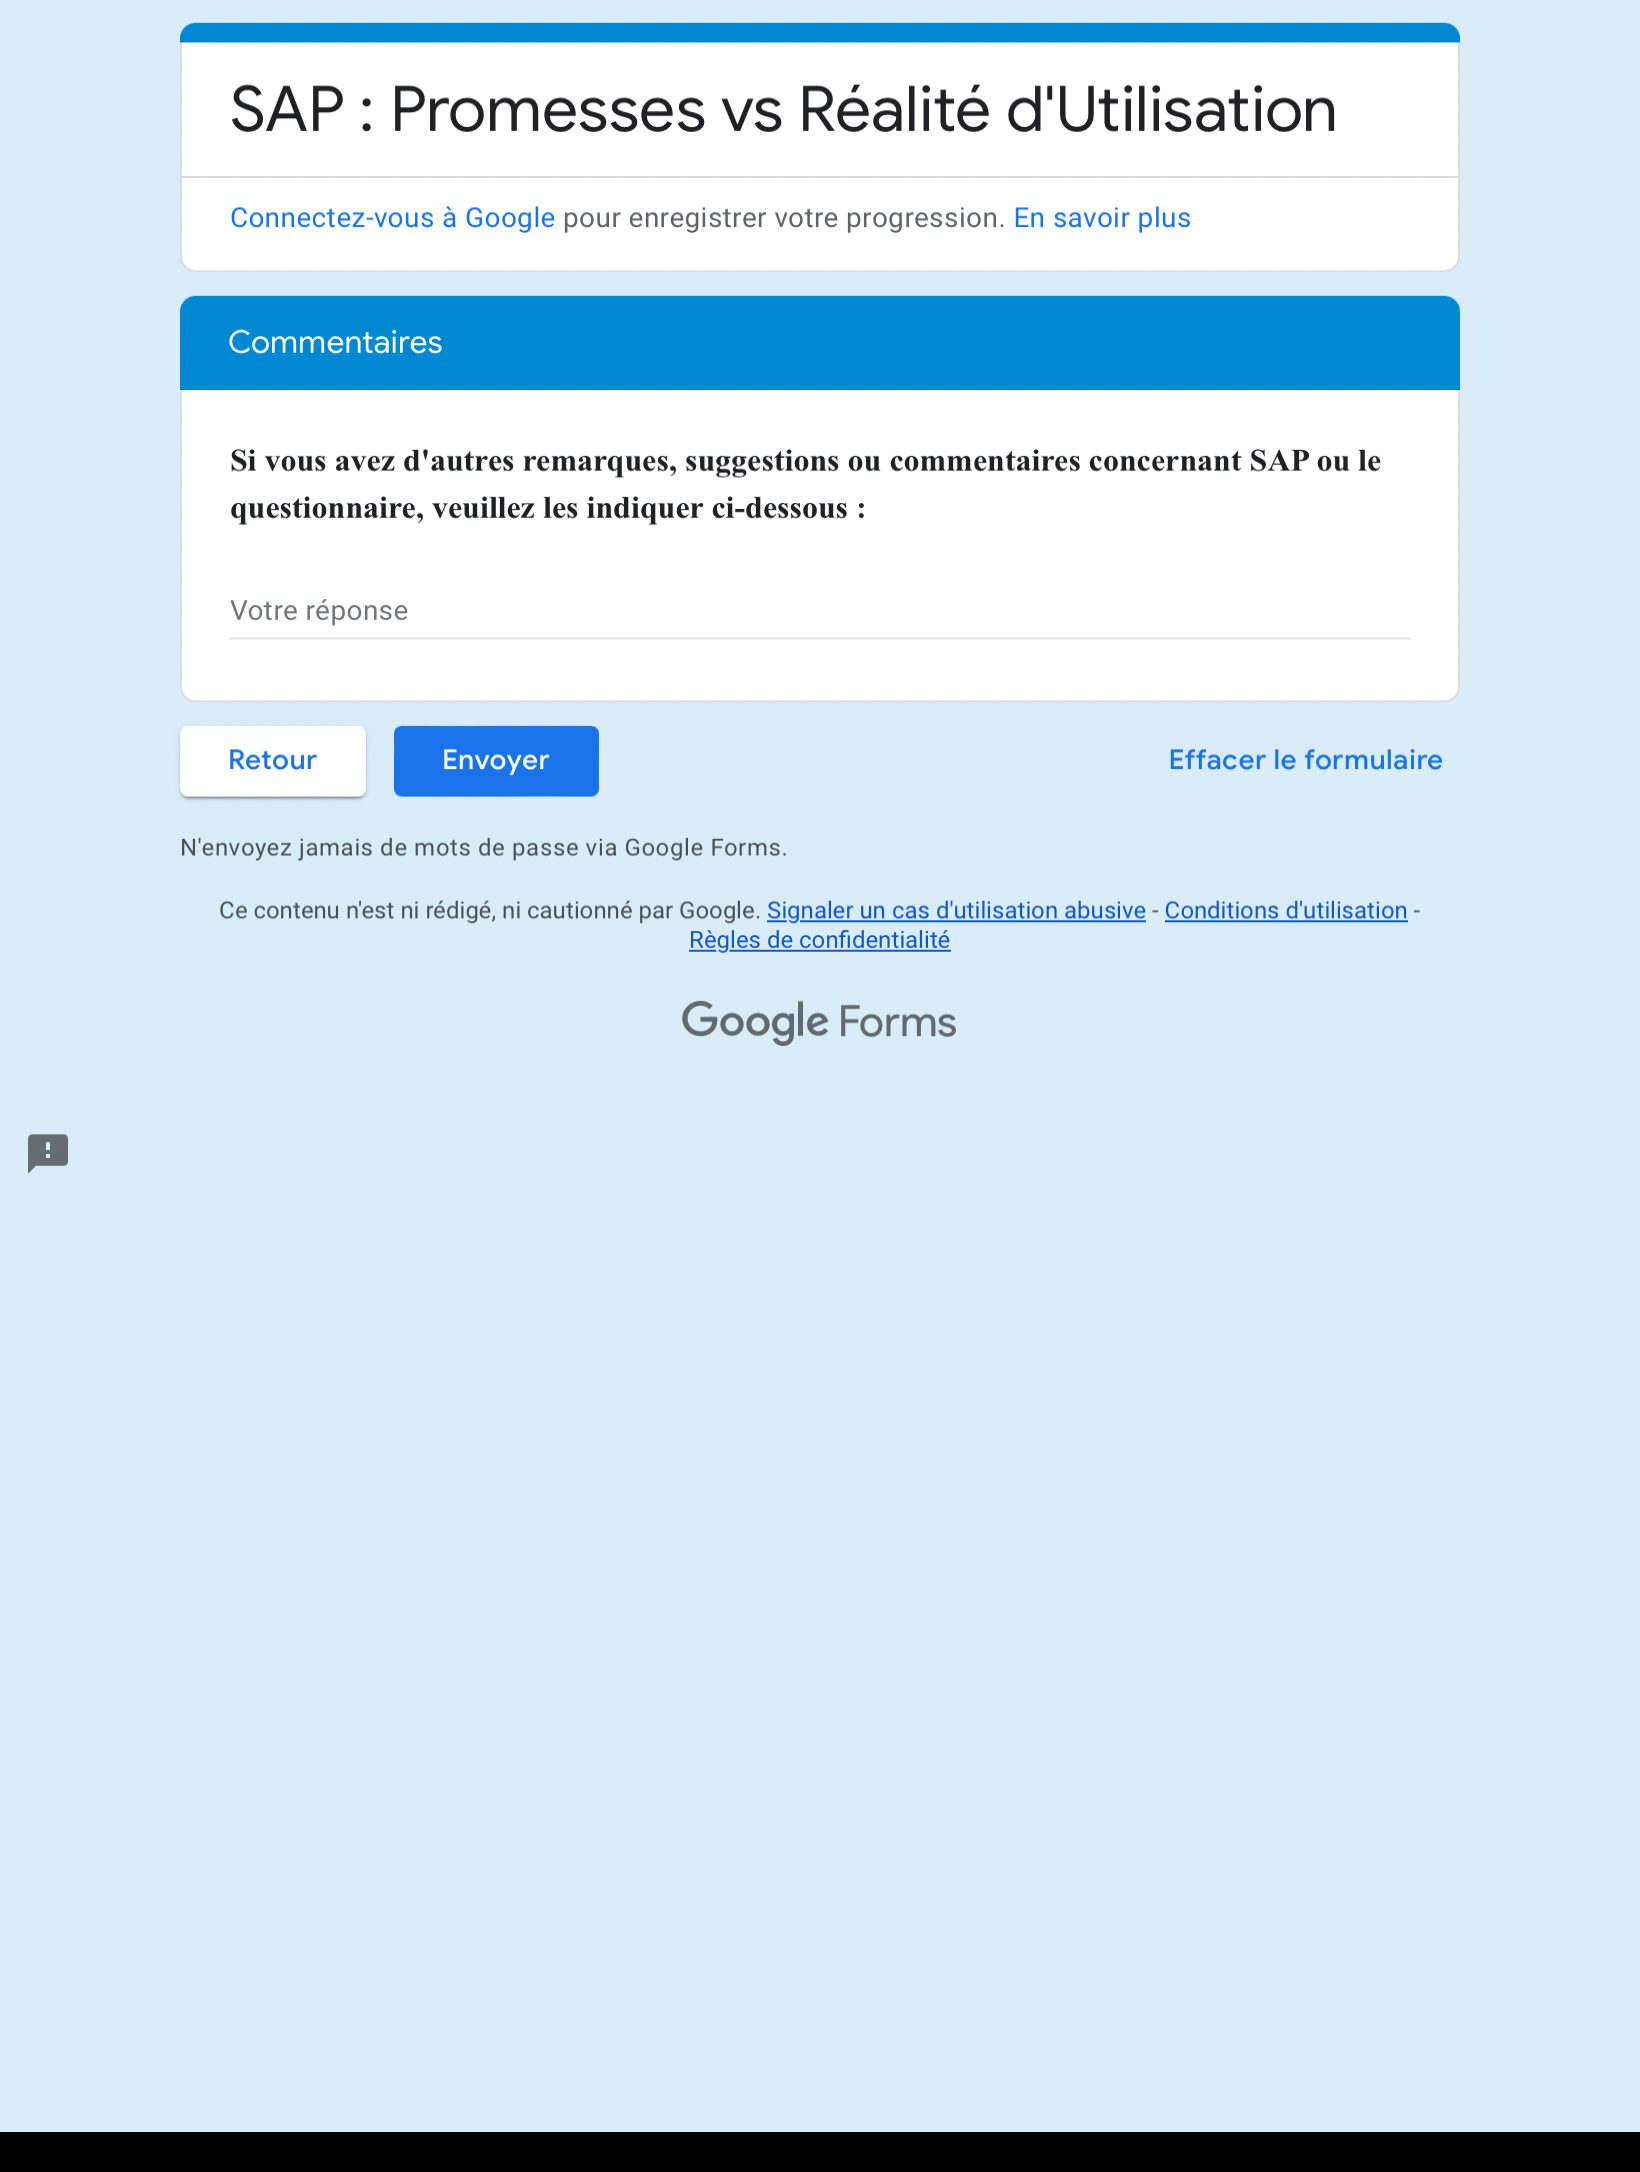 SAP : Promesses vs Réalité d'Utilisation
Connectez-vous à Google pour enregistrer votre progression. En savoir plus
Commentaires
Si vous avez d'autres remarques, suggestions ou commentaires concernant SAP ou le
questionnaire, veuillez les indiquer ci-dessous :
Votre réponse
Retour
Envoyer
Effacer le formulaire
N'envoyez jamais de mots de passe via Google Forms.
Ce contenu n'est ni rédigé, ni cautionné par Google. Signaler un cas d'utilisation abusive - Conditions d'utilisation -
Règles de confidentialité
Google Forms